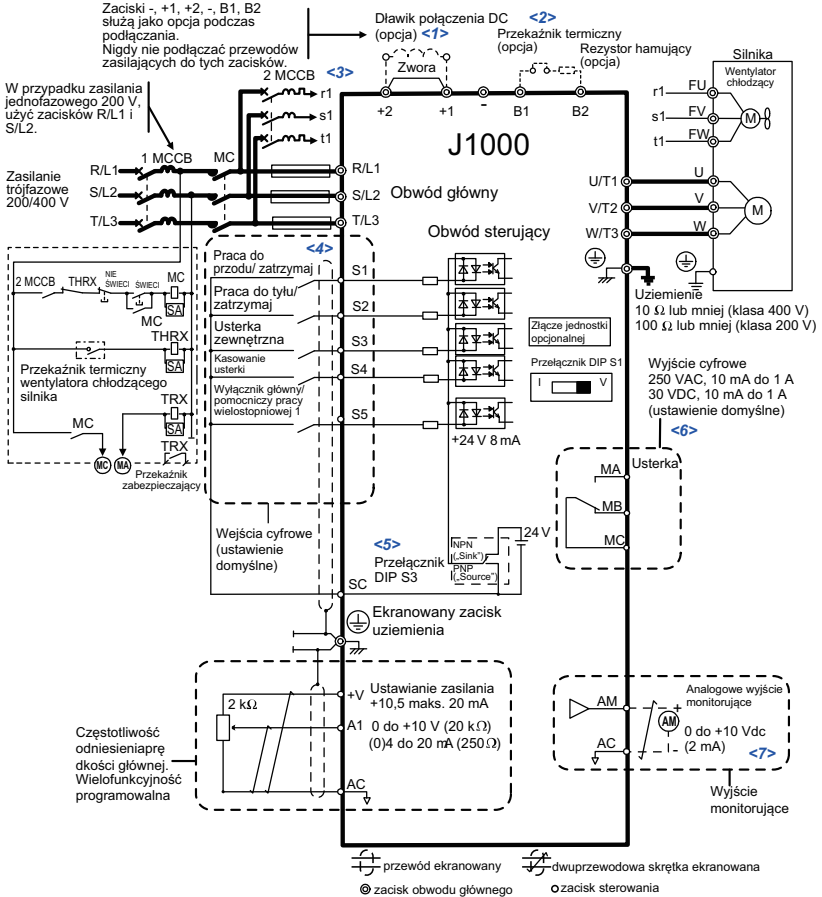 Zaciski -, +1, +2, -, B1, B2
służą jako opcja podczas
podłączania.
Nigdy nie podłączać przewodów
zasilających do tych zacisków.
Dławik połączenia DC
(opcja) <1>
Zwora
<2>
Przekaźnik termiczny
(opcja)
Rezystor hamujący
(opcja)
Silnika
Wentylator
chłodzący
r1
FU
s1
FV
t1
FW
M
W przypadku zasilania
jednofazowego 200 V,
użyć zacisków R/L1 i
S/L2.
2 MCCB <3>
r1
s1
t1
+2
+1
-
B1
B2
J1000
1 MCCB
MC
Zasilanie
trójfazowe
200/400 V
R/L1
S/L2
T/L3
R/L1
S/L2
T/L3
Obwód główny
Obwód sterujący
U/T1
V/T2
W/T3
U
V
W
M
Uziemienie
10 Ω lub mniej (klasa 400 V)
100 Ω lub mniej (klasa 200 V)
2 MCCB
THRX
NIE
ŚWIECI
ŚWIECI
MC
SA
MC
THRX
SA
Przekaźnik termiczny
wentylatora chłodzącego
silnika
TRX
SA
MC
TRX
MC
MA
Przekaźnik
zabezpieczający
<4>
Praca do
przodu/ zatrzymaj
S1
Praca do tyłu/
zatrzymaj
S2
Usterka
zewnętrzna
S3
Kasowanie
usterki
S4
Wyłącznik główny/
pomocniczy pracy
wielostopniowej 1
S5
+24 V 8 mA
Złącze jednostki
opcjonalnej
Przełącznik DIP S1
I
V
Wyjście cyfrowe
250 VAC, 10 mA do 1 A
30 VDC, 10 mA do 1 A
(ustawienie domyślne)
<6>
MA
Usterka
MB
MC
Wejścia cyfrowe
(ustawienie
domyślne)
<5>
Przełącznik
DIP S3
NPN
(„Sink")
PNP
(„Source")
24 V
SC
Ekranowany zacisk
uziemienia
2 kΩ
+V
Ustawianie zasilania
+10,5 maks. 20 mA
A1
0 do +10 V (20 kΩ)
(0)4 do 20 mA (250Ω)
AC
Częstotliwość
odniesieniaprę
dkości głównej.
Wielofunkcyjność
programowalna
AM
Analogowe wyjście
monitorujące
+
AM
0 do +10 Vdc
(2 mA)
AC
-
<7>
Wyjście
monitorujące
przewód ekranowany
dwuprzewodowa skrętka ekranowana
zacisk obwodu głównego
zacisk sterowania